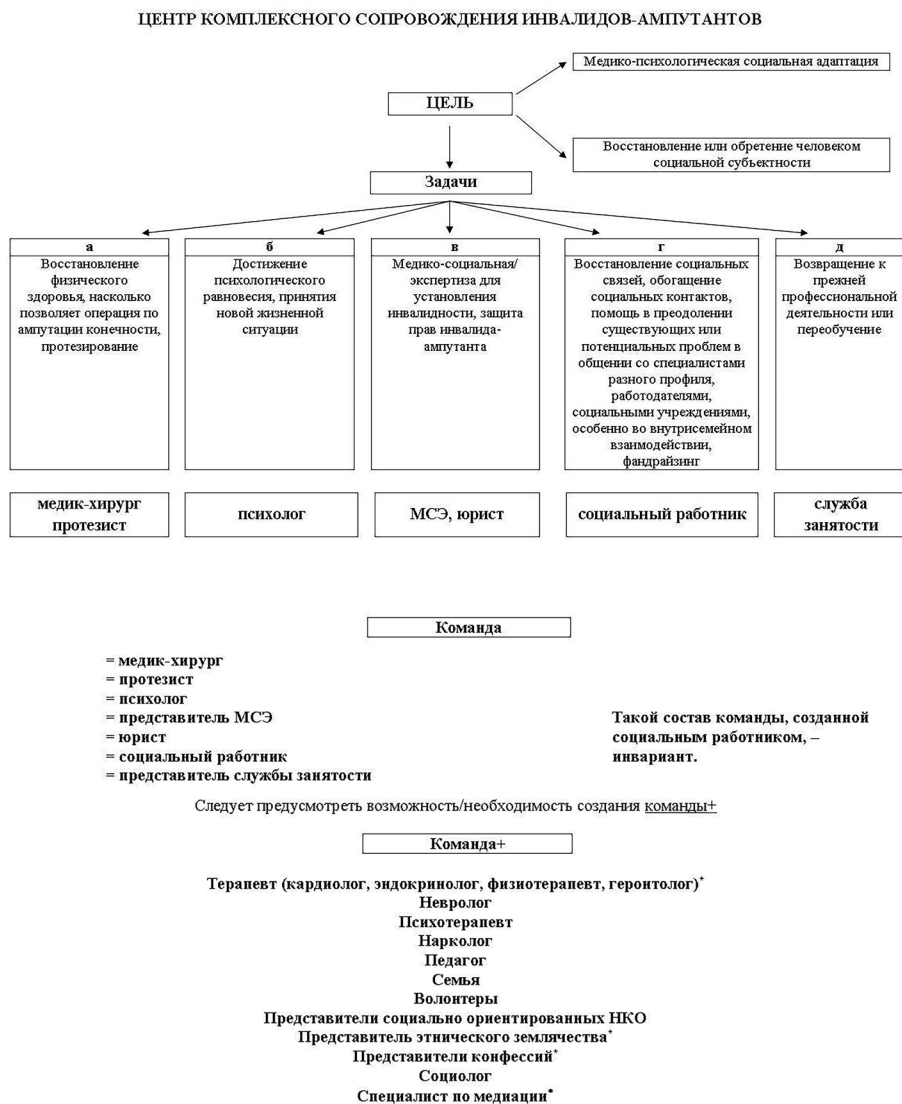 ЦЕНТР КОМПЛЕКСНОГО СОПРОВОЖДЕНИЯ ИНВАЛИДОВ-АМПУТАНТОВ
Медико-психологическая социальная адаптация
ЦЕЛЬ
Восстановление или обретение человеком
социальной субъектности
Задачи
а
Восстановление
физического
здоровья, насколько
позволяет операция по
ампутации конечности,
протезирование
б
Достижение
психологического
равновесия, принятия
новой жизненной
ситуации
в
Медико-социальная/
экспертиза для
установления
инвалидности, защита
прав инвалида-
ампутанта
г
Восстановление социальных
связей, обогащение
социальных контактов,
помощь в преодолении
существующих или
потенциальных проблем в
общении со специалистами
разного профиля,
работодателями,
социальными учреждениями,
особенно во внутрисемейном
взаимодействии,
фандрайзинг
д
Возвращение к
прежней
профессиональной
деятельности или
переобучение
медик-хирург
протезист
психолог
МСЭ, юрист
социальный работник
служба
занятости
Команда
= медик-хирург
= протезист
= психолог
= представитель МСЭ
= юрист
= социальный работник
= представитель службы занятости
Такой состав команды, созданной
социальным работником, –
инвариант.
Следует предусмотреть возможность/необходимость создания команды+
Команда+
Терапевт (кардиолог, эндокринолог, физиотерапевт, геронтолог)*
Невролог
Психотерапевт
Нарколог
Педагог
Семья
Волонтеры
Представители социально ориентированных НКО
Представитель этнического землячества*
Представители конфессий*
Социолог
Специалист по медиации*